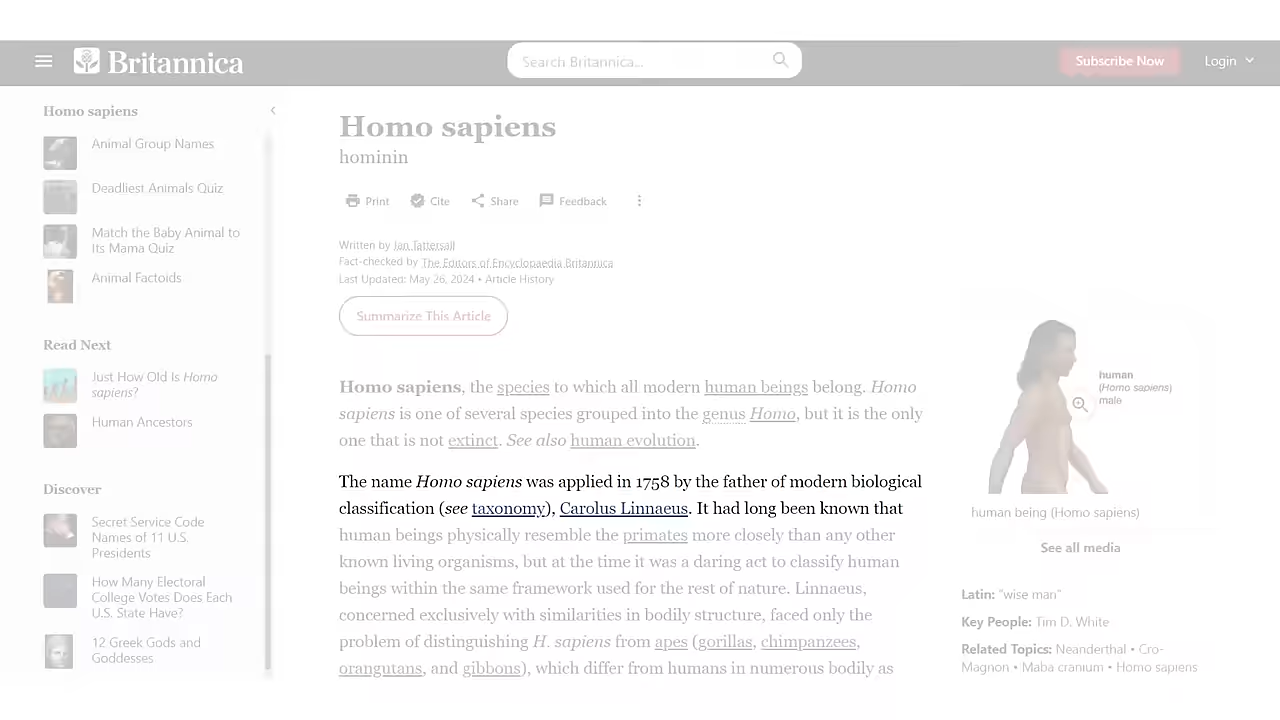 Britannica
Search Britannica...
Subscribe Now
Login
Homo sapiens
Animal Group Names
Deadliest Animals Quiz
Match the Baby Animal to
Its Mama Quiz
Animal Factoids
Read Next
Just How Old Is Homo
sapiens?
Human Ancestors
Discover
Secret Service Code
Names of 11 U.S.
Presidents
How Many Electoral
College Votes Does Each
U.S. State Have?
12 Greek Gods and
Goddesses
Homo sapiens
hominin
Print Cite Share Feedback
Written by Ian Tattersall
Fact-checked by The Editors of Encyclopaedia Britannica
Last Updated: May 26, 2024 • Article History
Summarize This Article
Homo sapiens, the species to which all modern human beings belong. Homo
sapiens is one of several species grouped into the genus Homo, but it is the only
one that is not extinct. See also human evolution.
The name Homo sapiens was applied in 1758 by the father of modern biological
classification (see taxonomy), Carolus Linnaeus. It had long been known that
human beings physically resemble the primates more closely than any other
known living organisms, but at the time it was a daring act to classify human
beings within the same framework used for the rest of nature. Linnaeus,
concerned exclusively with similarities in bodily structure, faced only the
problem of distinguishing H. sapiens from apes (gorillas, chimpanzees,
orangutans, and gibbons), which differ from humans in numerous bodily as
human
(Homo sapiens)
male
human being (Homo sapiens)
See all media
Latin: "wise man"
Key People: Tim D. White
Related Topics: Neanderthal • Cro-
Magnon • Maba cranium • Homo sapiens